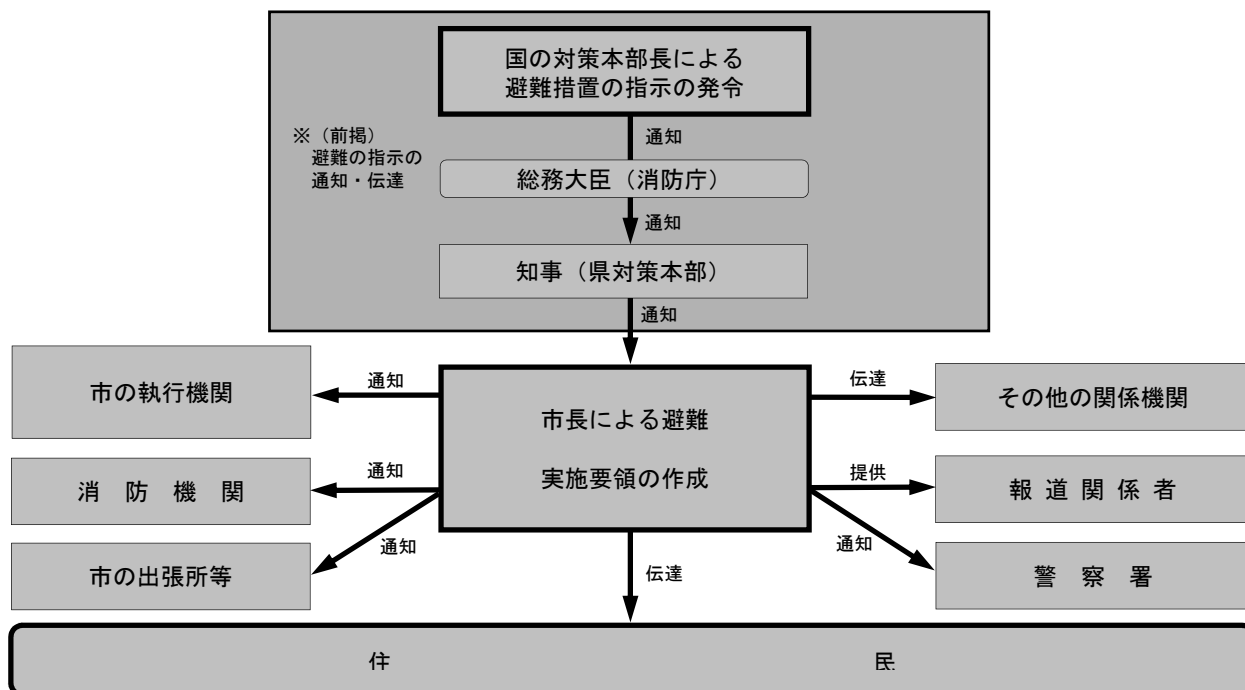 国の対策本部長による
避難措置の指示の発令
通知
※（前掲）
避難の指示の
通知・伝達
総務大臣（消防庁）
通知
知事（県対策本部）
通知
市の執行機関
通知
市長による避難
実施要領の作成
伝達
その他の関係機関
消 防 機 関
通知
提供
報 道 関 係 者
市の出張所等
通知
通知
警 察 署
伝達
住 民